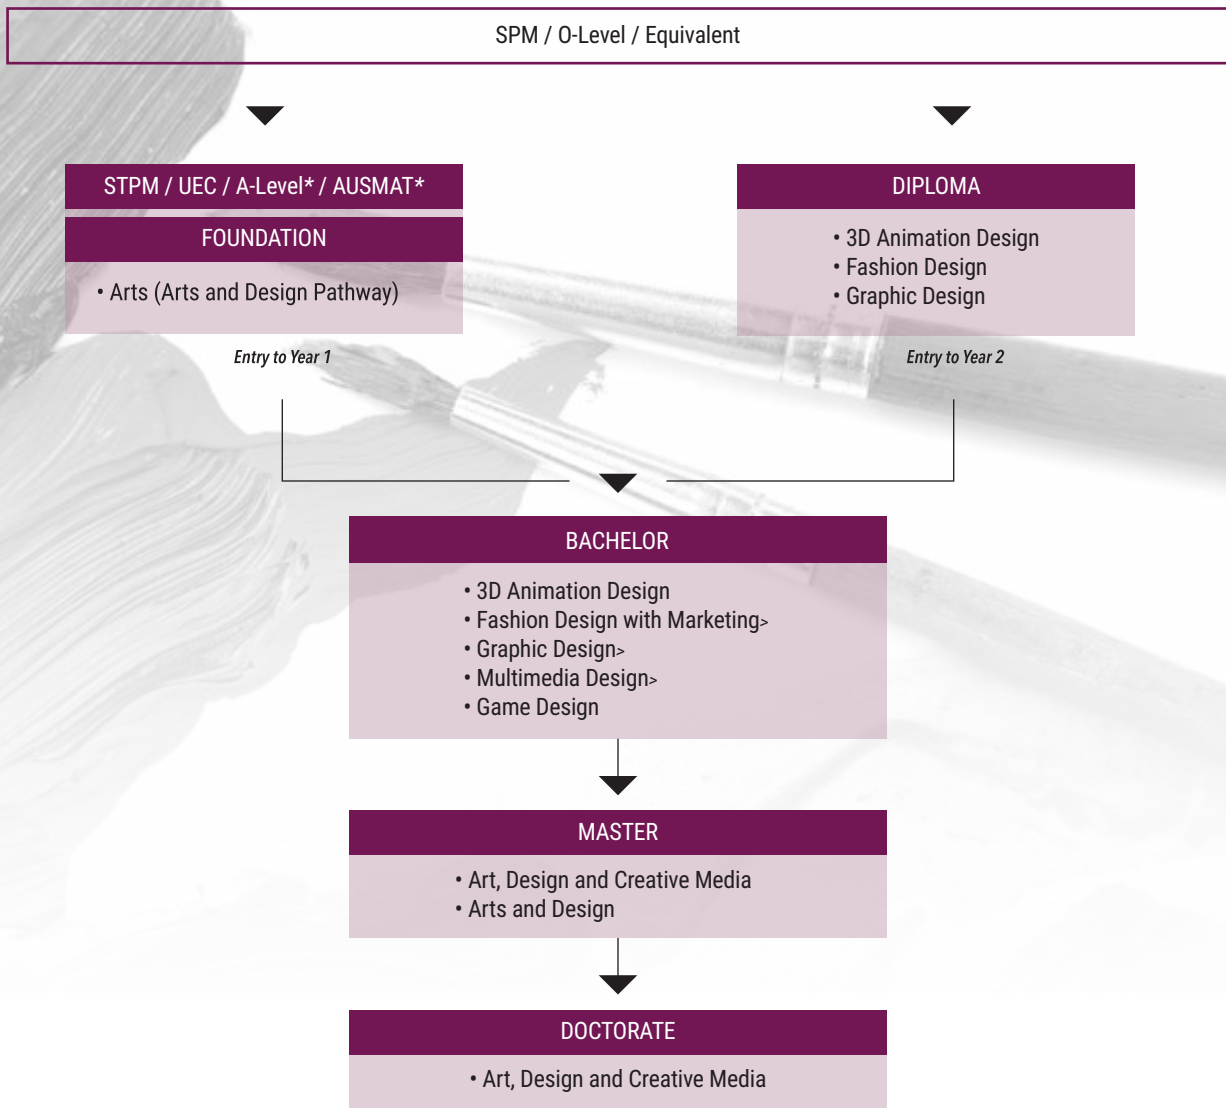 SPM / O-Level / Equivalent
STPM / UEC / A-Level* / AUSMAT*
FOUNDATION
• Arts (Arts and Design Pathway)
Entry to Year 1
DIPLOMA
• 3D Animation Design
• Fashion Design
• Graphic Design
Entry to Year 2
BACHELOR
• 3D Animation Design
• Fashion Design with Marketing>
• Graphic Design>
• Multimedia Design>
• Game Design
MASTER
• Art, Design and Creative Media
• Arts and Design
DOCTORATE
• Art, Design and Creative Media